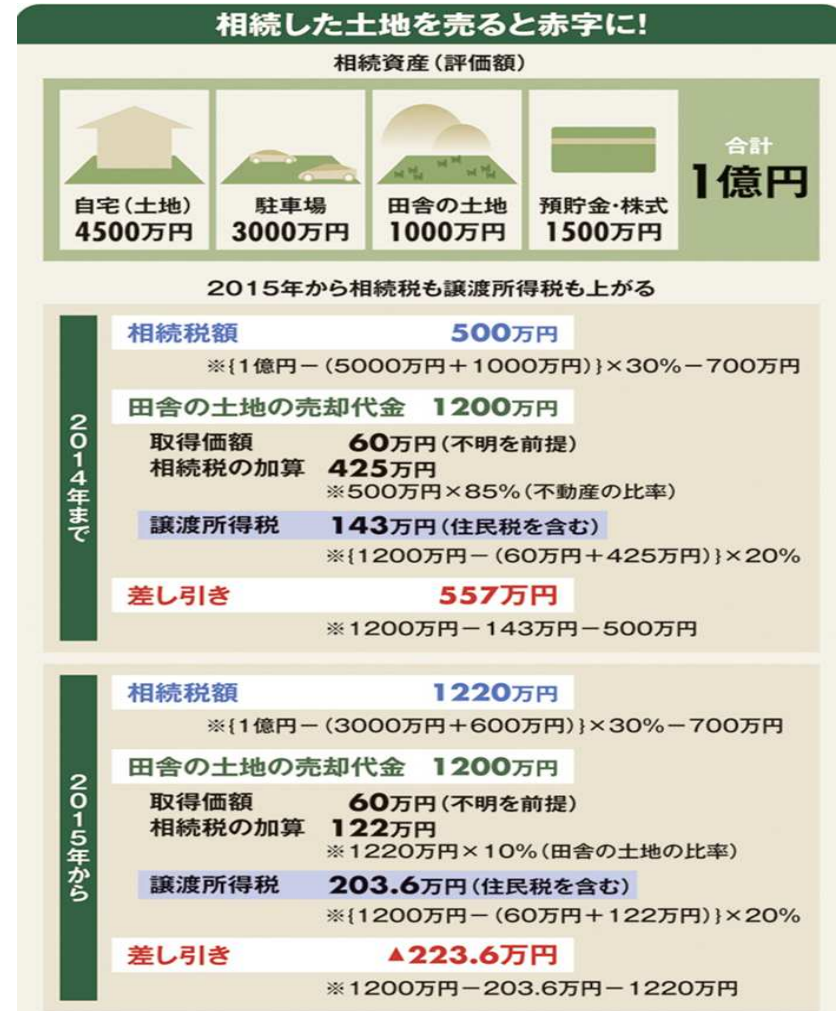 相続した土地を売ると赤字に!
相続資産(評価額)
自宅(土地)
4500万円
駐車場
3000万円
田舎の土地
1000万円
預貯金・株式
1500万円
合計
1億円
2015年から相続税も譲渡所得税も上がる
2014年まで
相続税額 500万円
※{1億円-(5000万円+1000万円)}×30%-700万円
田舎の土地の売却代金 1200万円
取得価額 60万円(不明を前提)
相続税の加算 425万円
※500万円×85%(不動産の比率)
譲渡所得税 143万円(住民税を含む)
※{1200万円-(60万円+425万円)}×20%
差し引き 557万円
※1200万円-143万円-500万円
2015年から
相続税額 1220万円
※{1億円-(3000万円+600万円)}×30%-700万円
田舎の土地の売却代金 1200万円
取得価額 60万円(不明を前提)
相続税の加算 122万円
※1220万円×10%(田舎の土地の比率)
譲渡所得税 203.6万円(住民税を含む)
※{1200万円-(60万円+122万円)}×20%
差し引き ▲223.6万円
※1200万円-203.6万円-1220万円